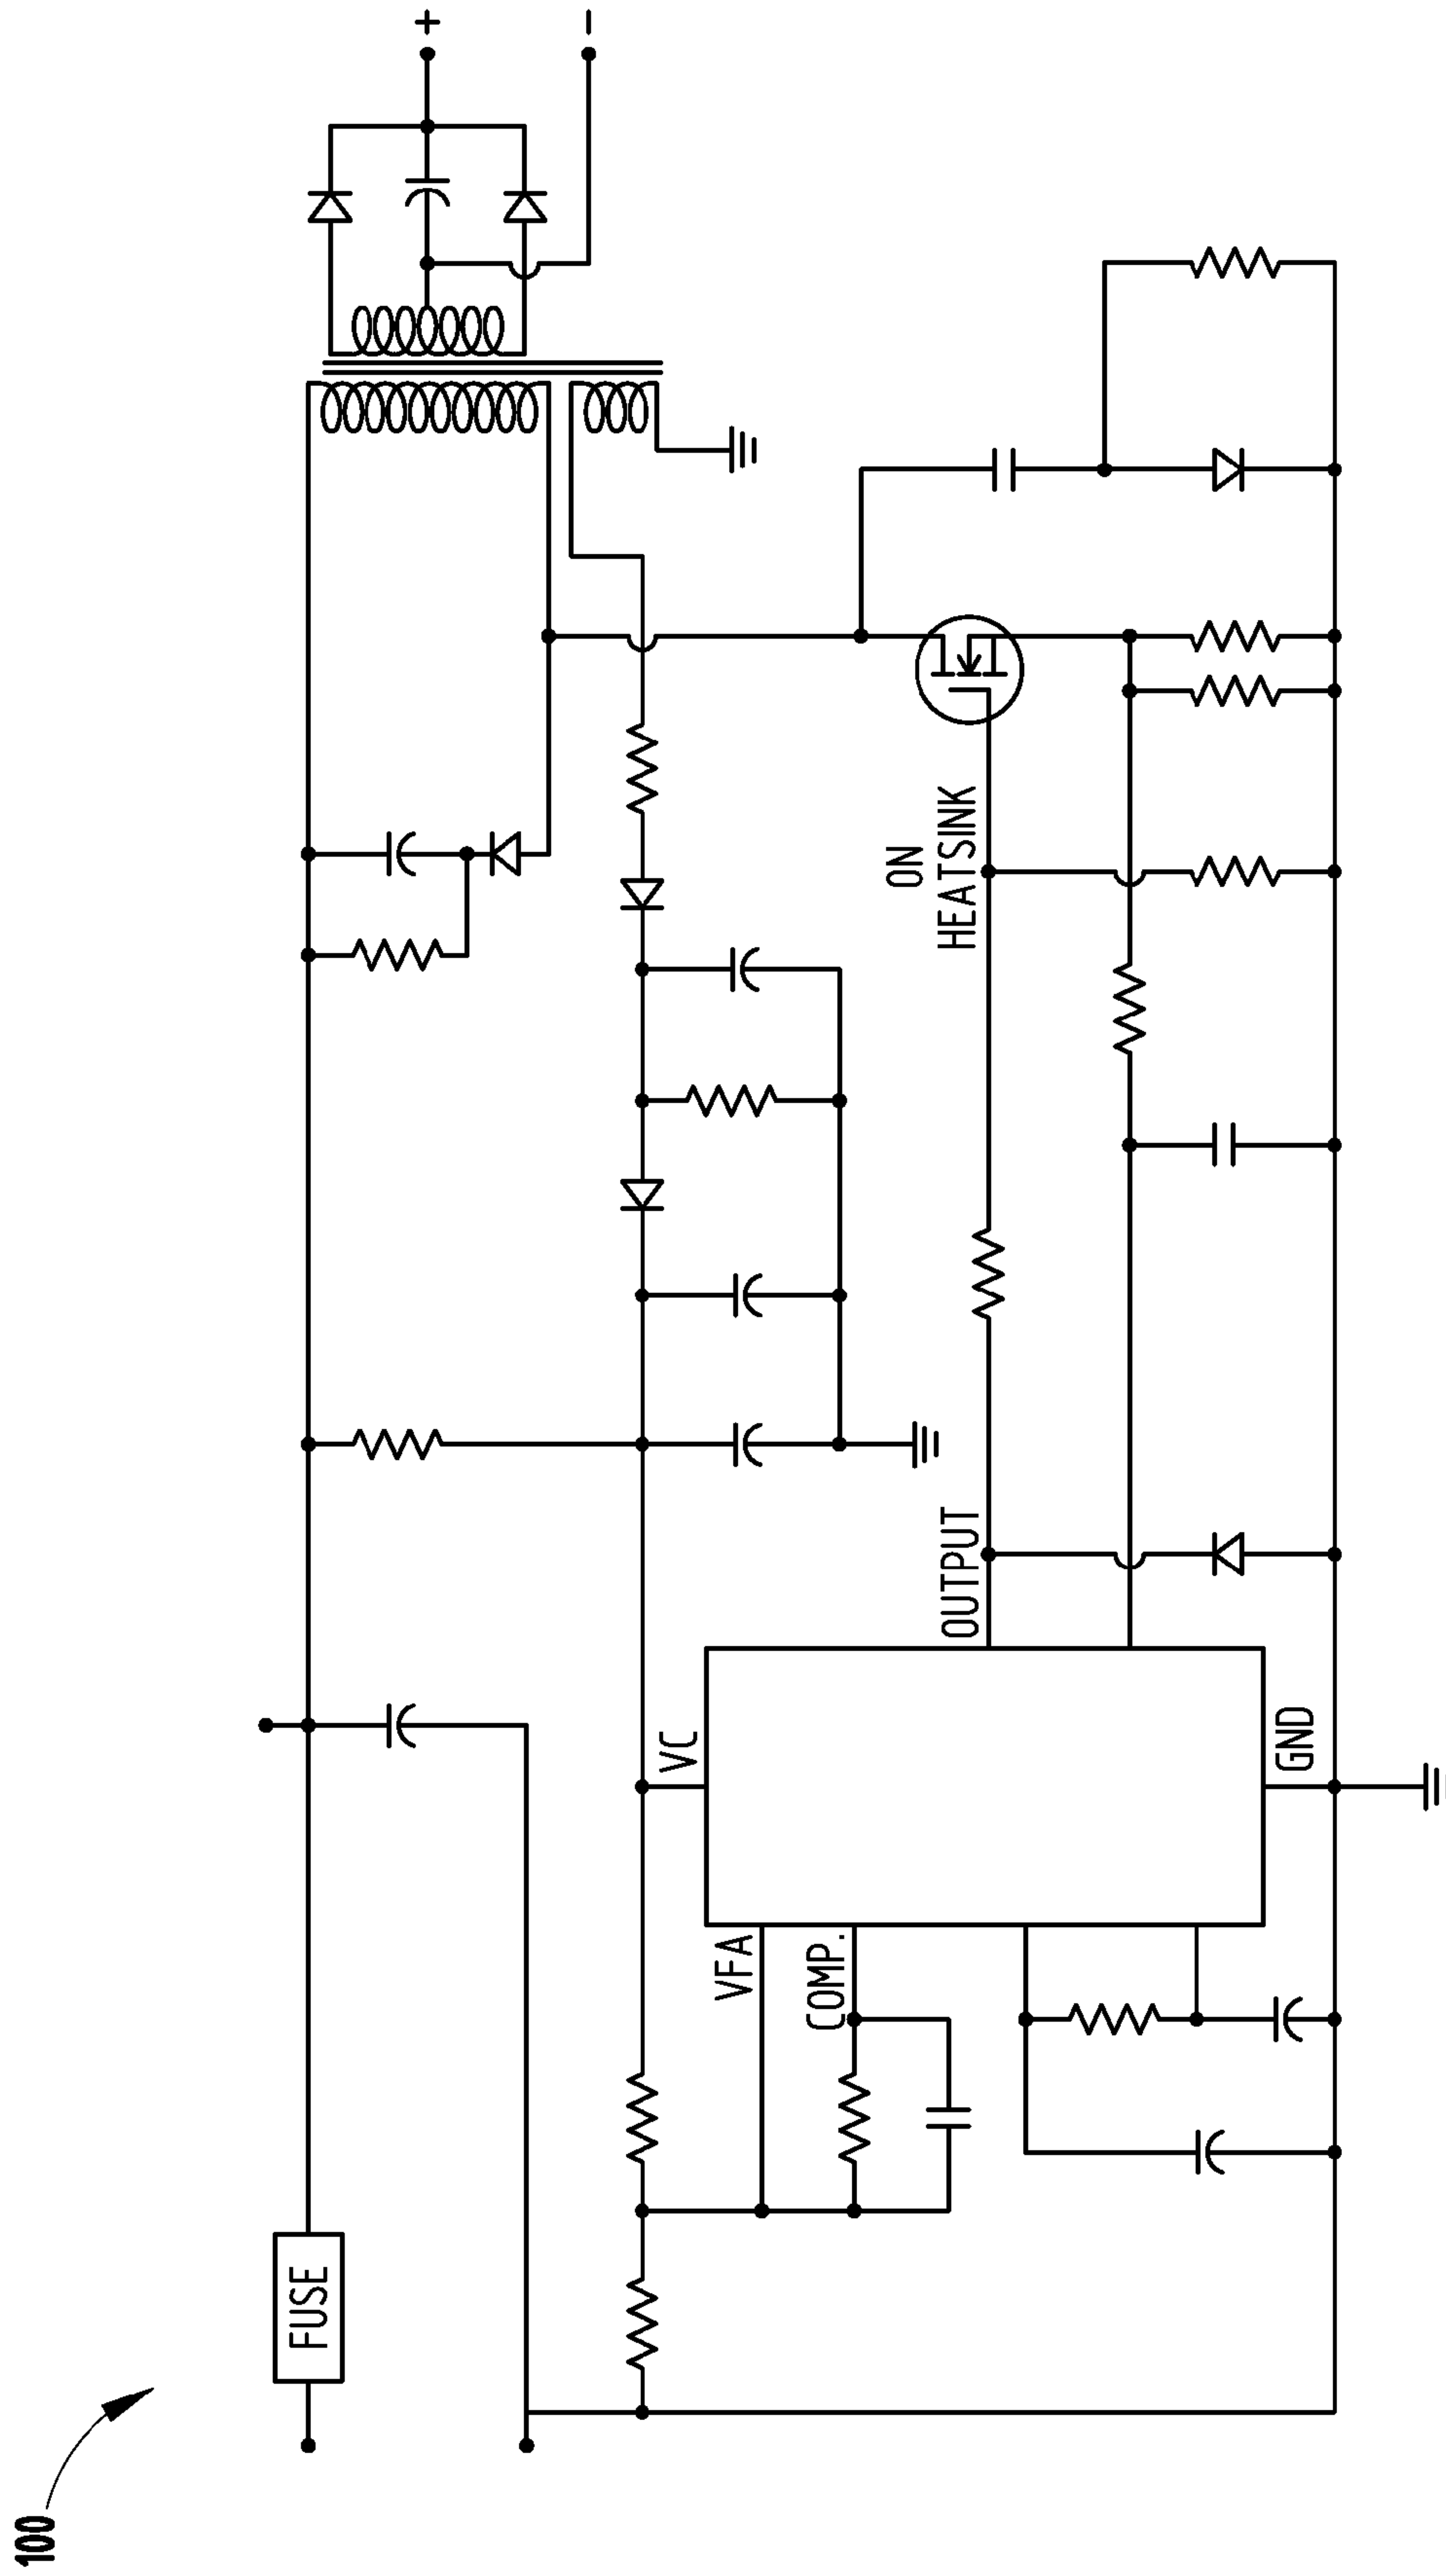 100
FUSE
+
−
VC
VFA
COMP.
OUTPUT
GND
ON
HEATSINK